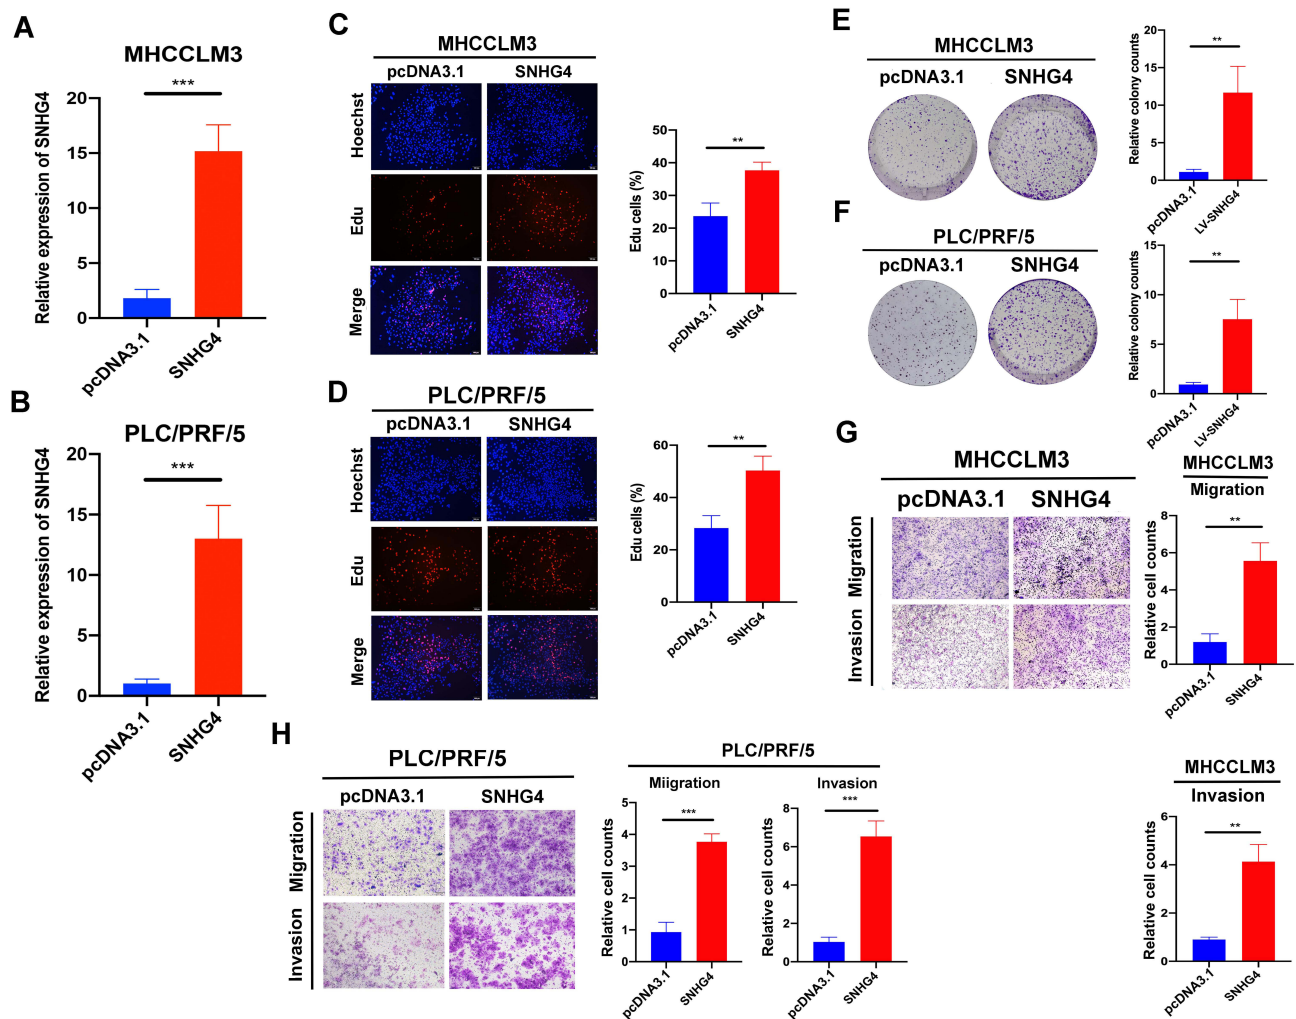 A
MHCCLM3
***
Relative expression of SNHG4
20
15
10
5
0
pcDNA3.1
SNHG4
B
PLC/PRF/5
***
Relative expression of SNHG4
20
15
10
5
0
pcDNA3.1
SNHG4
C
MHCCLM3
pcDNA3.1 SNHG4
Hoechst
Edu
Merge
**
Edu cells (%)
50
40
30
20
10
0
pcDNA3.1
SNHG4
D
PLC/PRF/5
pcDNA3.1 SNHG4
Hoechst
Edu
Merge
**
Edu cells (%)
60
40
20
0
pcDNA3.1
SNHG4
E
MHCCLM3
pcDNA3.1 SNHG4
**
Relative colony counts
20
15
10
5
0
pcDNA3.1
LV-SNHG4
F
PLC/PRF/5
pcDNA3.1 SNHG4
**
Relative colony counts
15
10
5
0
pcDNA3.1
LV-SNHG4
G
MHCCLM3
pcDNA3.1 SNHG4
Migration
Invasion
MHCCLM3
Migration
**
Relative cell counts
8
6
4
2
0
pcDNA3.1
SNHG4
MHCCLM3
Invasion
**
Relative cell counts
6
4
2
0
pcDNA3.1
SNHG4
H
PLC/PRF/5
pcDNA3.1 SNHG4
Migration
Invasion
PLC/PRF/5
Miigration
***
Relative cell counts
5
4
3
2
1
0
pcDNA3.1
SNHG4
Invasion
***
Relative cell counts
8
6
4
2
0
pcDNA3.1
SNHG4